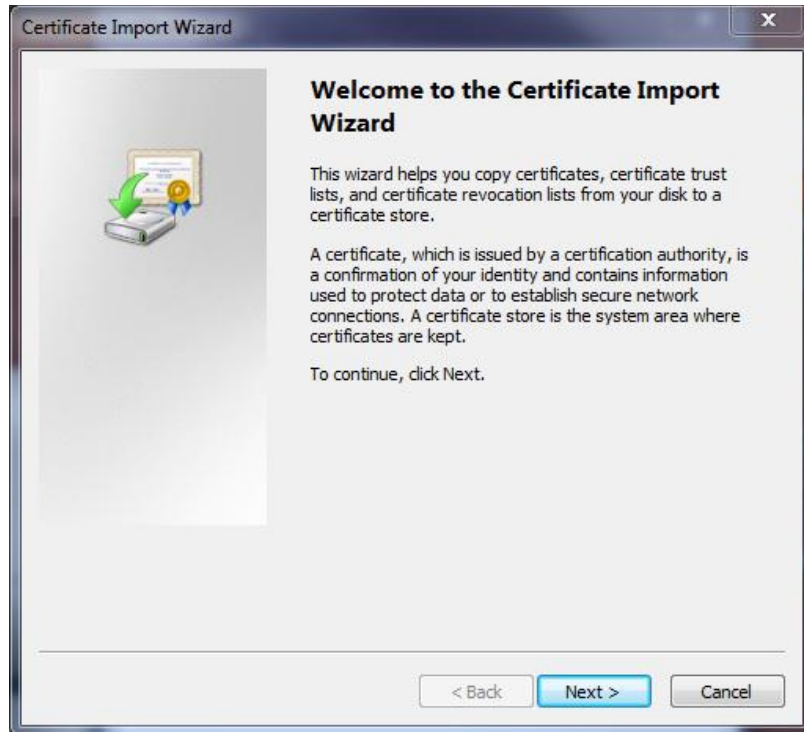 Certificate Import Wizard
X
Welcome to the Certificate Import
Wizard
This wizard helps you copy certificates, certificate trust
lists, and certificate revocation lists from your disk to a
certificate store.
A certificate, which is issued by a certification authority, is
a confirmation of your identity and contains information
used to protect data or to establish secure network
connections. A certificate store is the system area where
certificates are kept.
To continue, click Next.
< Back Next > Cancel